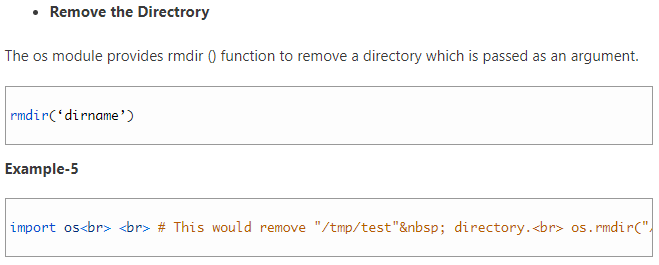 Remove the Directrory
The os module provides rmdir () function to remove a directory which is passed as an argument.
rmdir(‘dirname’)
Example-5
import os<br> <br> # This would remove "/tmp/test"&nbsp; directory.<br> os.rmdir("/